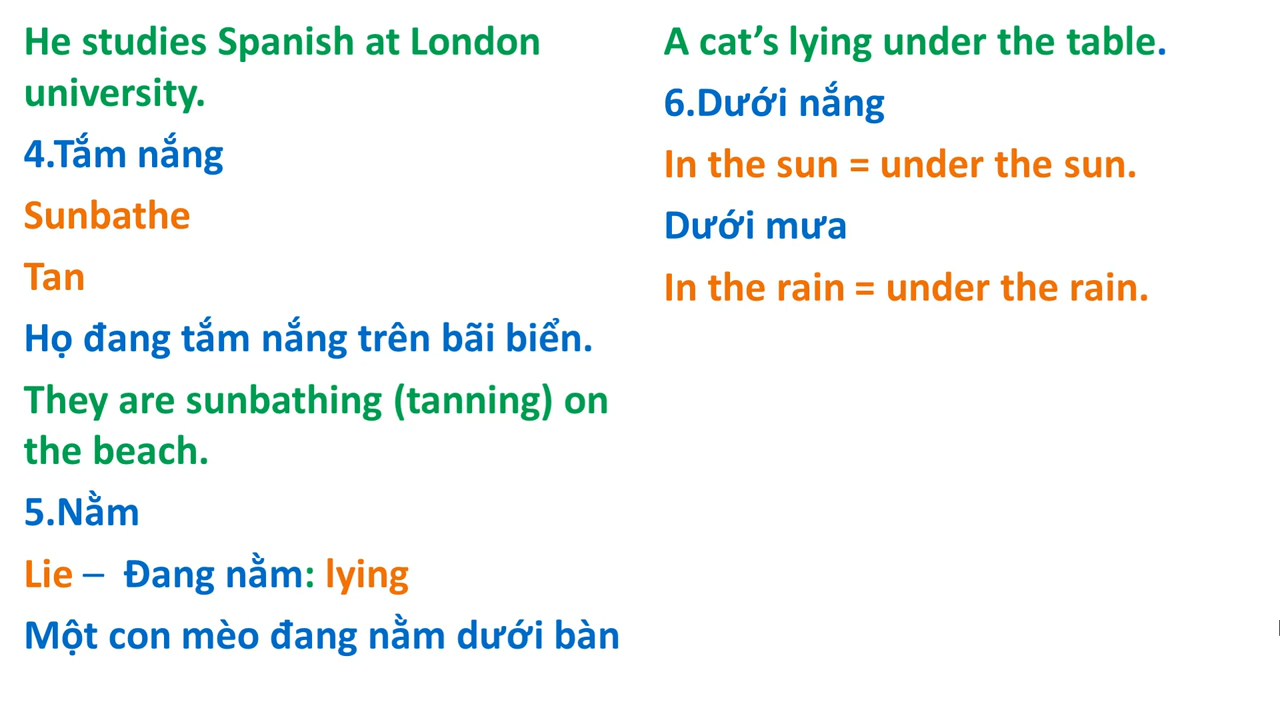 He studies Spanish at London
university.
4.Tắm nắng
Sunbathe
Tan
Họ đang tắm nắng trên bãi biển.
They are sunbathing (tanning) on
the beach.
5.Nằm
Lie – Đang nằm: lying
Một con mèo đang nằm dưới bàn
A cat’s lying under the table.
6.Dưới nắng
In the sun = under the sun.
Dưới mưa
In the rain = under the rain.